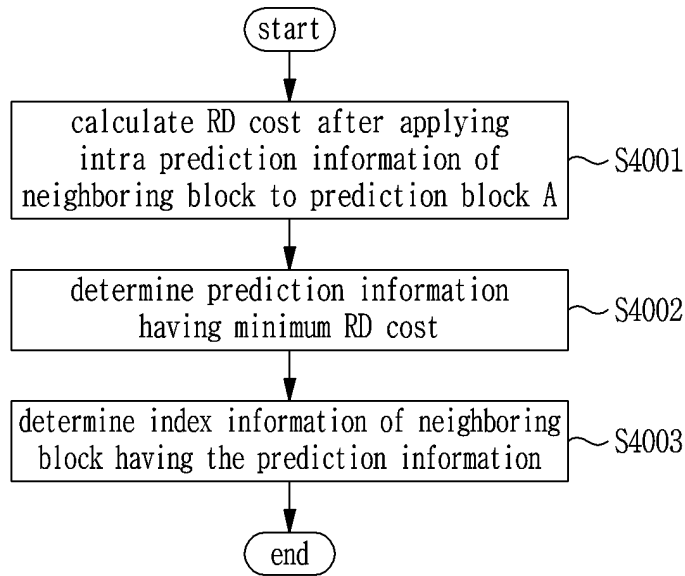 start
calculate RD cost after applying
intra prediction information of
neighboring block to prediction block A
S4001
determine prediction information
having minimum RD cost
S4002
determine index information of neighboring
block having the prediction information
S4003
end